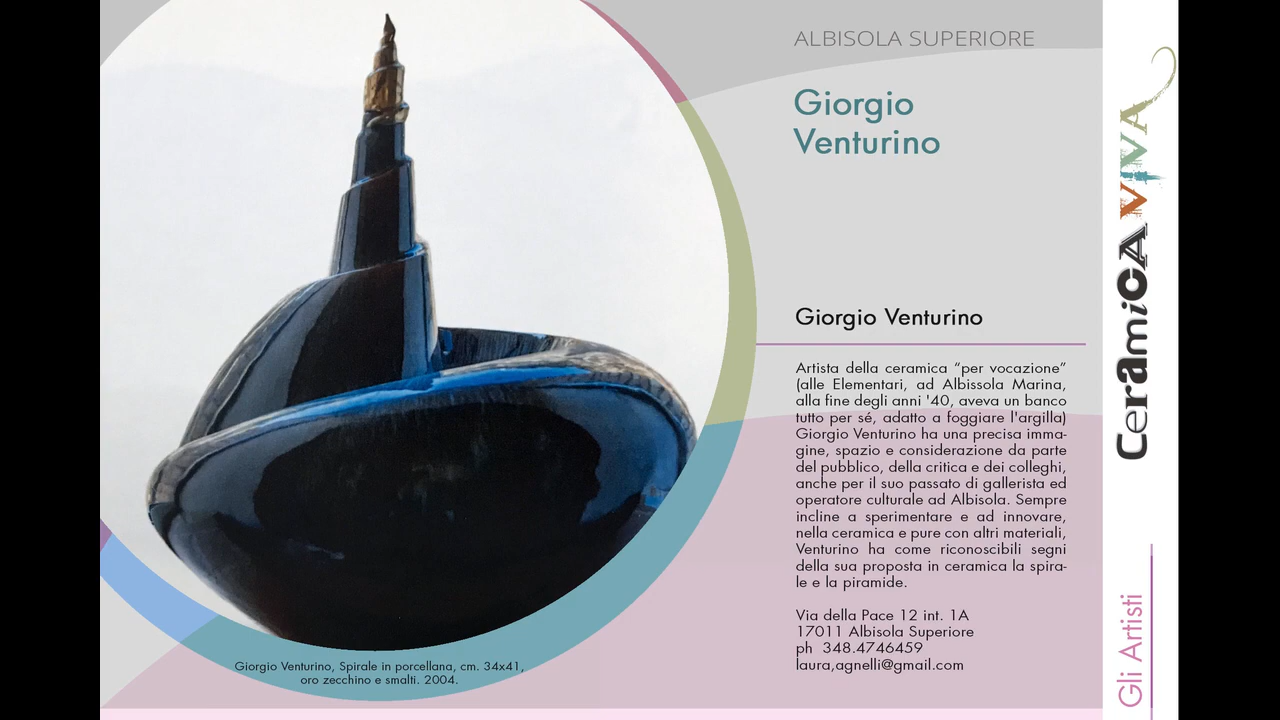 ALBISOLA SUPERIORE
Giorgio
Venturino
Giorgio Venturino
Artista della ceramica “per vocazione”
(alle Elementari, ad Albissola Marina,
alla fine degli anni '40, aveva un banco
tutto per sé, adatto a foggiare l'argilla)
Giorgio Venturino ha una precisa imma-
gine, spazio e considerazione da parte
del pubblico, della critica e dei colleghi,
anche per il suo passato di gallerista ed
operatore culturale ad Albisola. Sempre
incline a sperimentare e ad innovare,
nella ceramica e pure con altri materiali,
Venturino ha come riconoscibili segni
della sua proposta in ceramica la spira-
le e la piramide.
Via della Pace 12 int. 1A
17011 Albisola Superiore
ph 348.4746459
laura,agnelli@gmail.com
Giorgio Venturino, Spirale in porcellana, cm. 34x41,
oro zecchino e smalti. 2004.
CeramicA VIVA
Gli Artisti